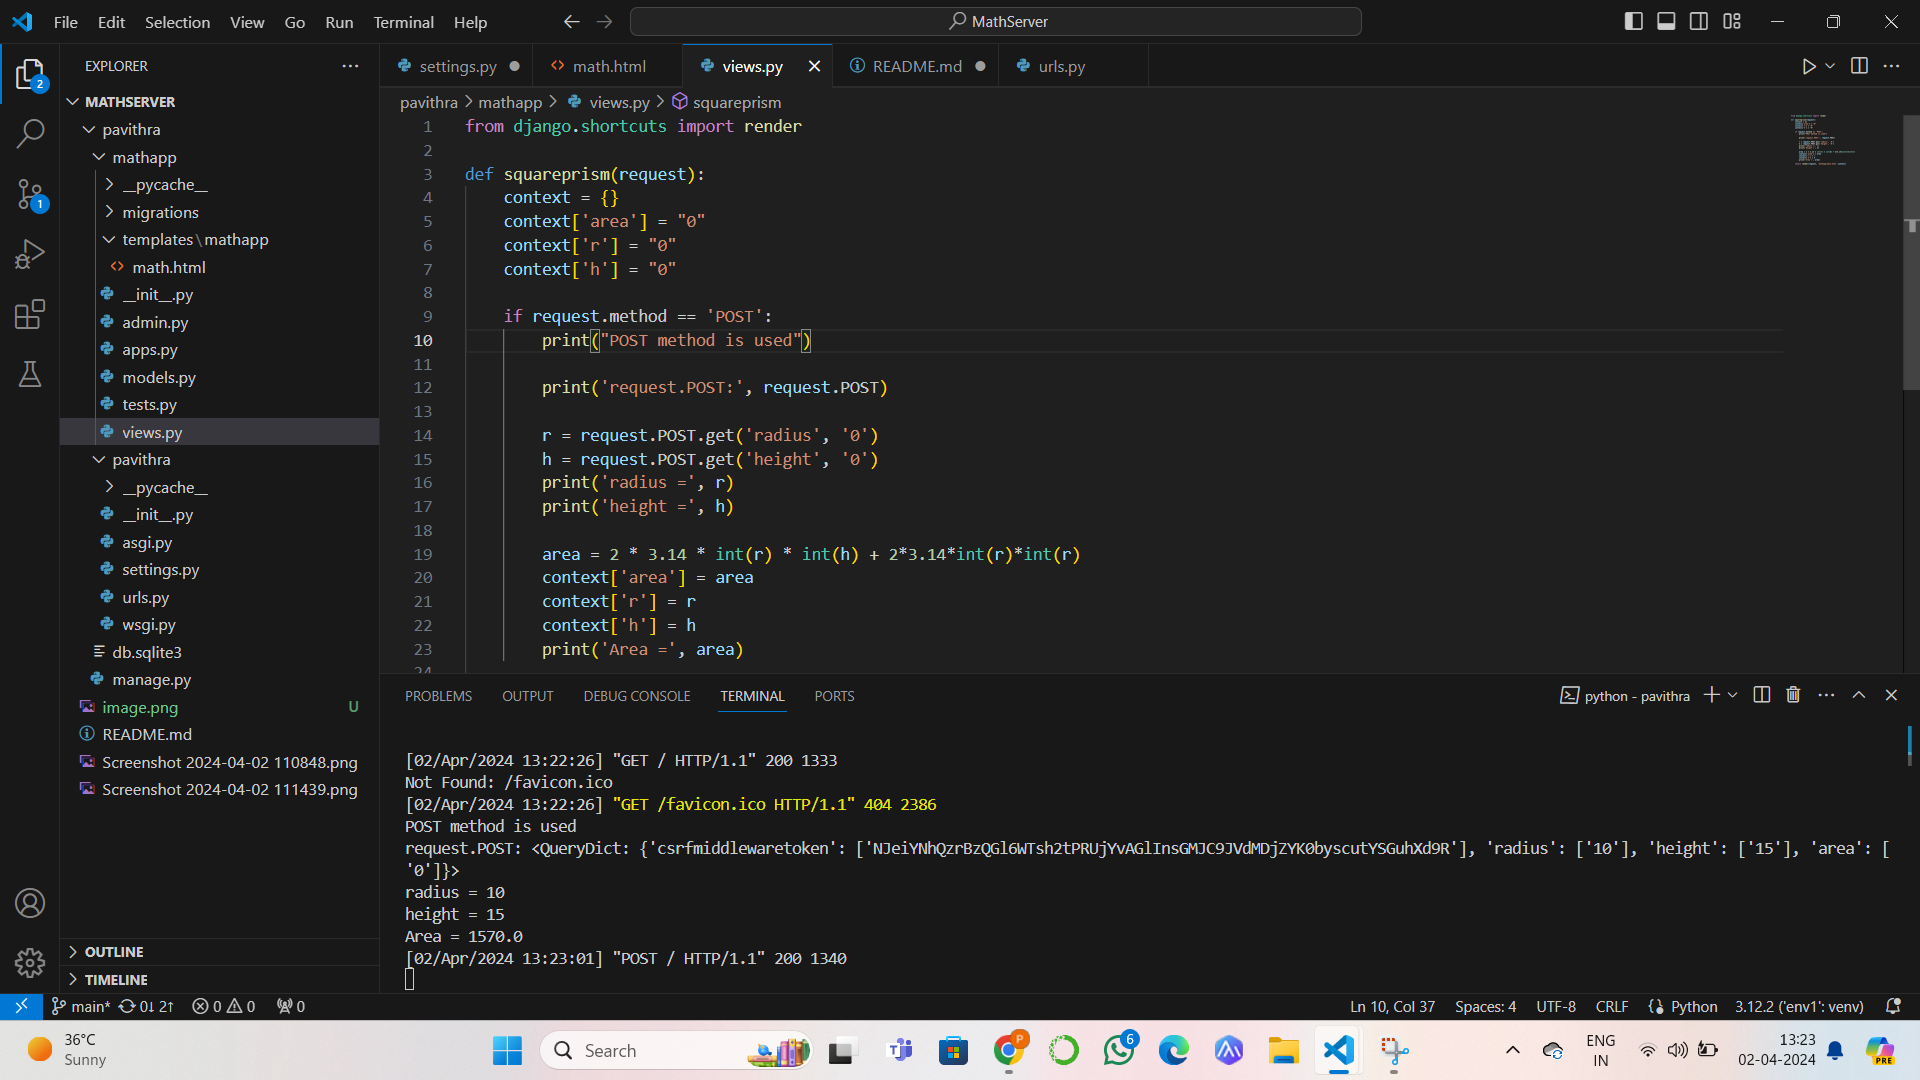 File Edit Selection View Go Run Terminal Help
MathServer
EXPLORER
MATHSERVER
pavithra
mathapp
__pycache__
migrations
templates\mathapp
math.html
__init__.py
admin.py
apps.py
models.py
tests.py
views.py
pavithra
__pycache__
__init__.py
asgi.py
settings.py
urls.py
wsgi.py
db.sqlite3
manage.py
image.png U
README.md
Screenshot 2024-04-02 110848.png
Screenshot 2024-04-02 111439.png
OUTLINE
TIMELINE
2
1
settings.py math.html views.py README.md urls.py
pavithra > mathapp > views.py > squareprism
1 from django.shortcuts import render
2
3 def squareprism(request):
4 context = {}
5 context['area'] = "0"
6 context['r'] = "0"
7 context['h'] = "0"
8
9 if request.method == 'POST':
10 print("POST method is used")
11
12 print('request.POST:', request.POST)
13
14 r = request.POST.get('radius', '0')
15 h = request.POST.get('height', '0')
16 print('radius =', r)
17 print('height =', h)
18
19 area = 2 * 3.14 * int(r) * int(h) + 2*3.14*int(r)*int(r)
20 context['area'] = area
21 context['r'] = r
22 context['h'] = h
23 print('Area =', area)
24
PROBLEMS OUTPUT DEBUG CONSOLE TERMINAL PORTS
python - pavithra
[02/Apr/2024 13:22:26] "GET / HTTP/1.1" 200 1333
Not Found: /favicon.ico
[02/Apr/2024 13:22:26] "GET /favicon.ico HTTP/1.1" 404 2386
POST method is used
request.POST: <QueryDict: {'csrfmiddlewaretoken': ['NJeiYNhQzrBzQGl6WTsh2tPRUjYvAGlInsGMJC9JVdMDjZYK0byscutYSGuhXd9R'], 'radius': ['10'], 'height': ['15'], 'area': [
'0']}>
radius = 10
height = 15
Area = 1570.0
[02/Apr/2024 13:23:01] "POST / HTTP/1.1" 200 1340
main* 0↓ 2↑ 0 0 0
Ln 10, Col 37 Spaces: 4 UTF-8 CRLF Python 3.12.2 ('env1': venv)
36°C
Sunny
Search
P
6
ENG
IN
13:23
02-04-2024
PRE